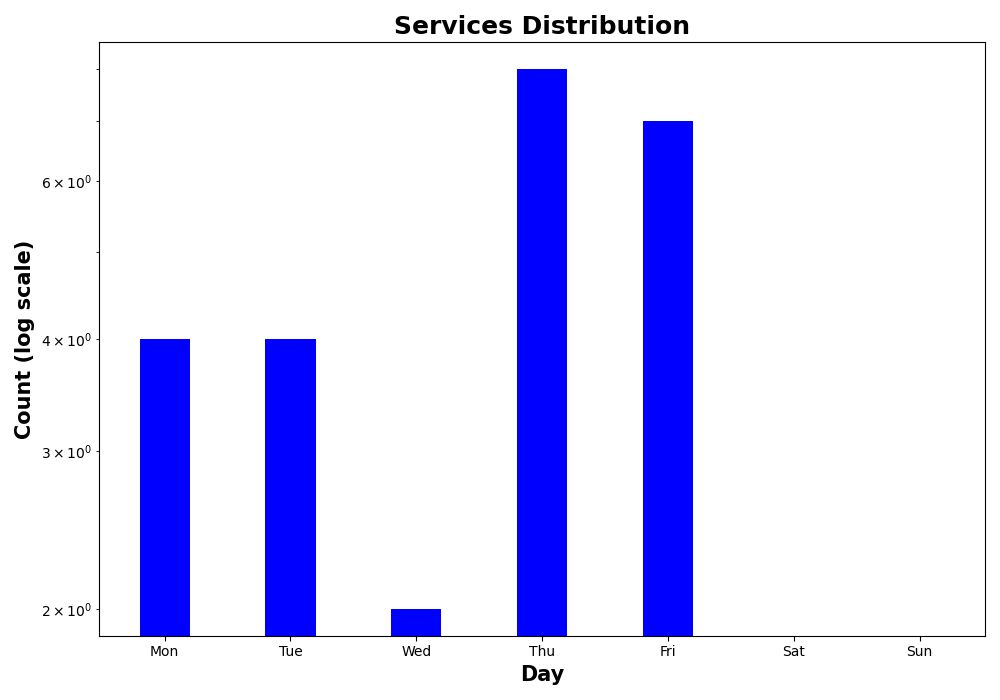 Services Distribution
Count (log scale)
6 × 10⁰
4 × 10⁰
3 × 10⁰
2 × 10⁰
Mon Tue Wed Thu Fri Sat Sun
Day